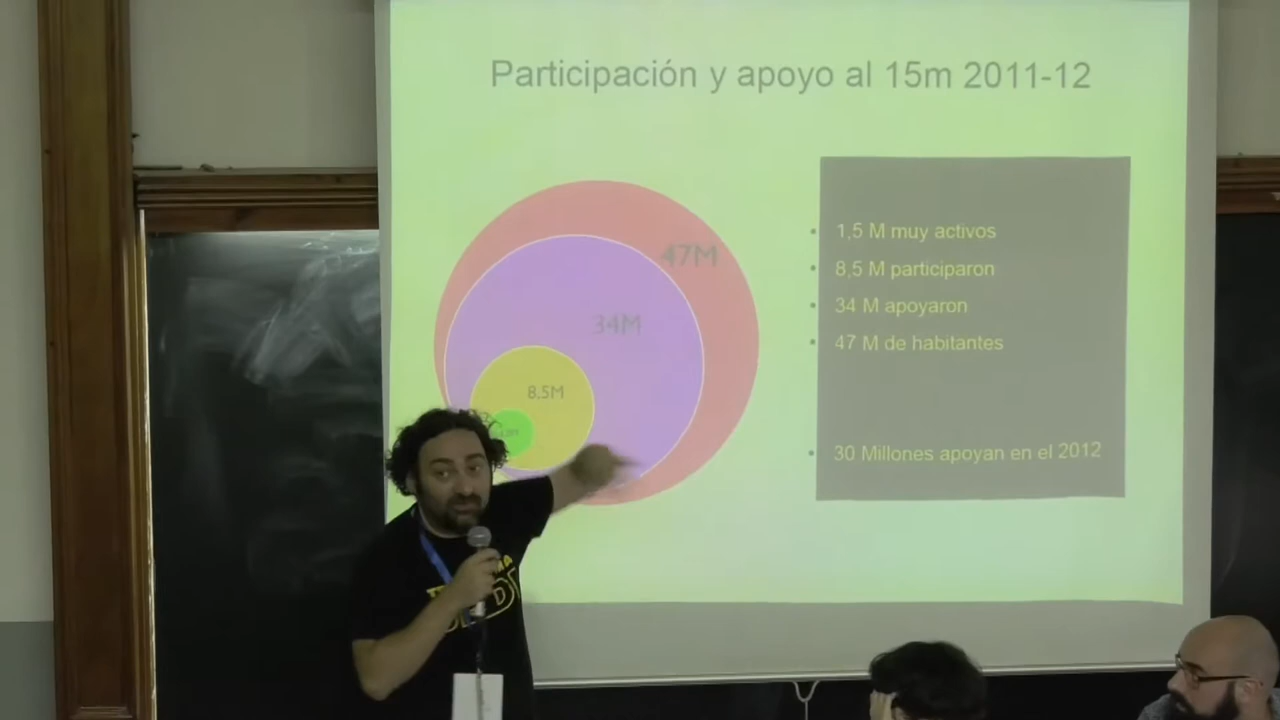 Participación y apoyo al 15m 2011-12
47M
34M
8.5M
1,5 M muy activos
8,5 M participaron
34 M apoyaron
47 M de habitantes
30 Millones apoyan en el 2012